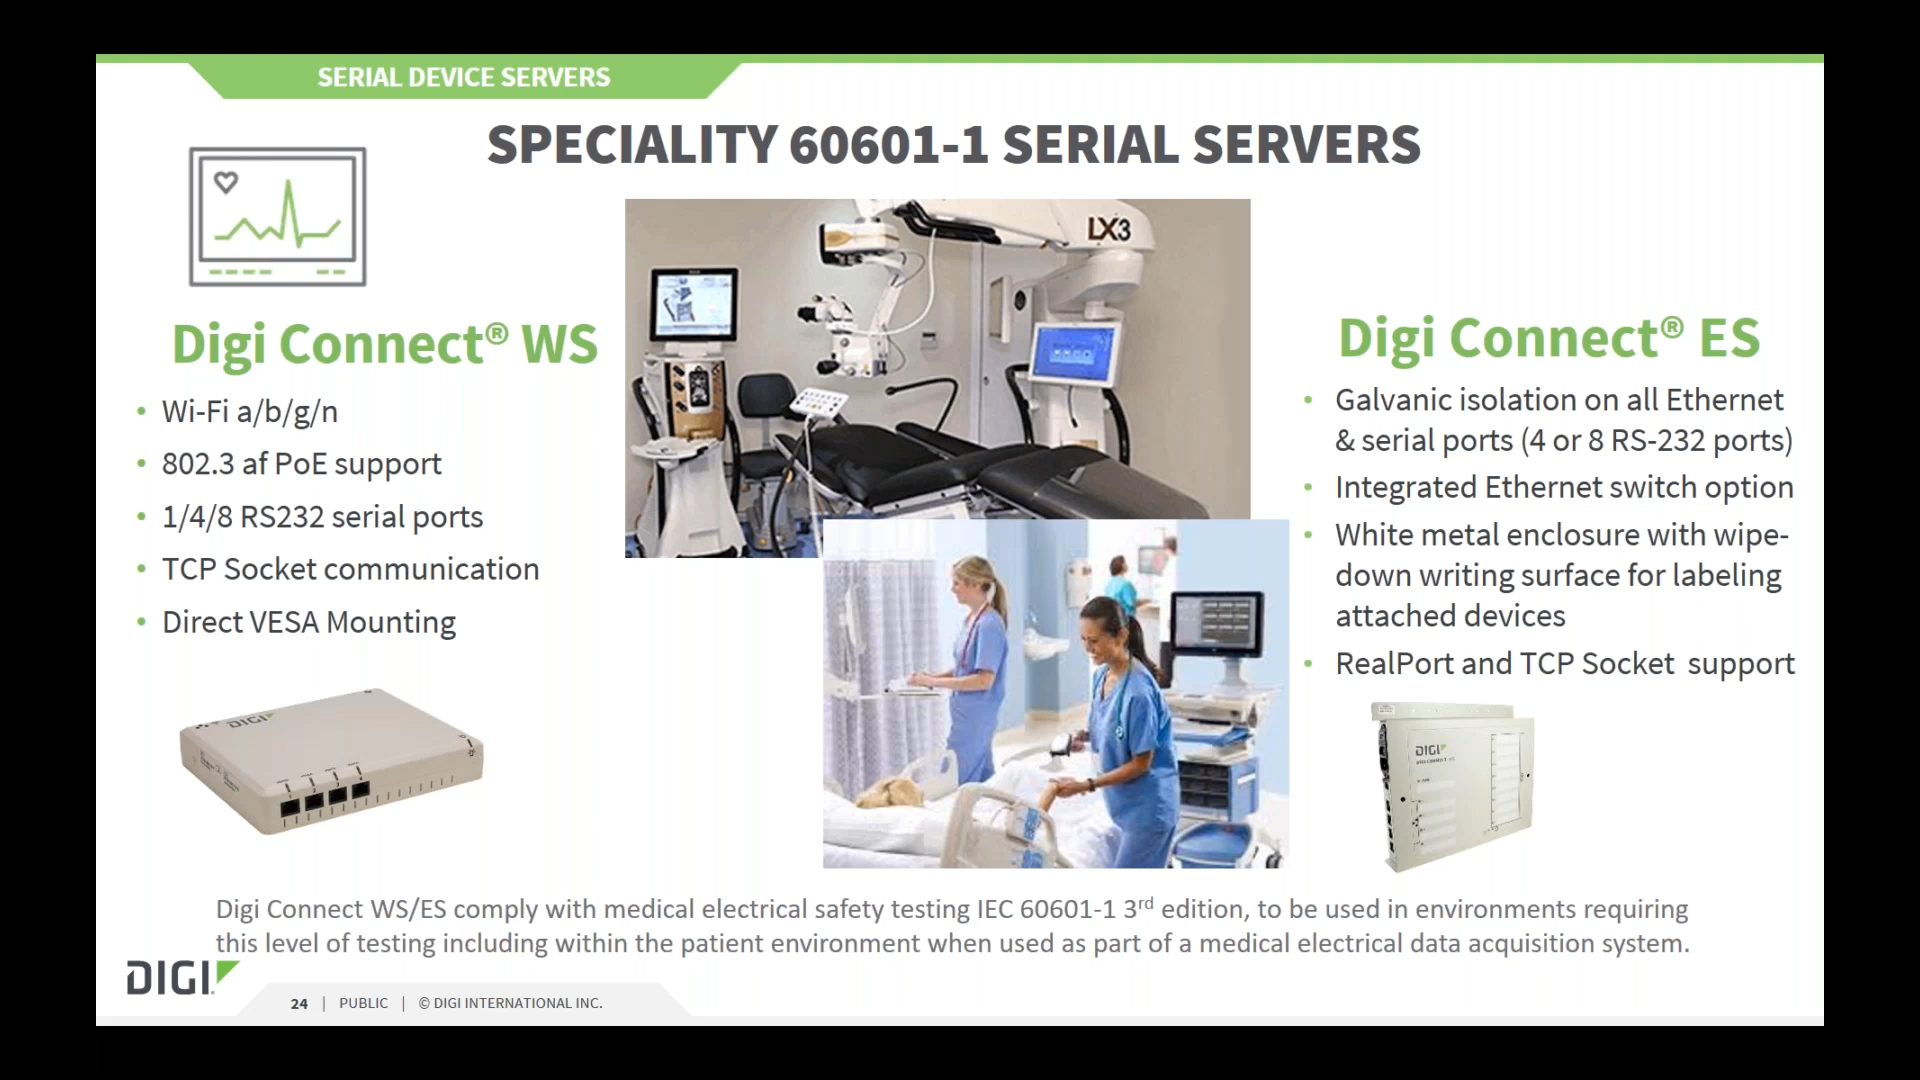 SERIAL DEVICE SERVERS
SPECIALITY 60601-1 SERIAL SERVERS
LX3
Digi Connect® WS
• Wi-Fi a/b/g/n
• 802.3 af PoE support
• 1/4/8 RS232 serial ports
• TCP Socket communication
• Direct VESA Mounting
DIGI
Digi Connect® ES
• Galvanic isolation on all Ethernet
& serial ports (4 or 8 RS-232 ports)
• Integrated Ethernet switch option
• White metal enclosure with wipe-
down writing surface for labeling
attached devices
• RealPort and TCP Socket  support
DIGI
Digi Connect WS/ES comply with medical electrical safety testing IEC 60601-1 3rd edition, to be used in environments requiring
this level of testing including within the patient environment when used as part of a medical electrical data acquisition system.
DIGI
24 | PUBLIC | © DIGI INTERNATIONAL INC.